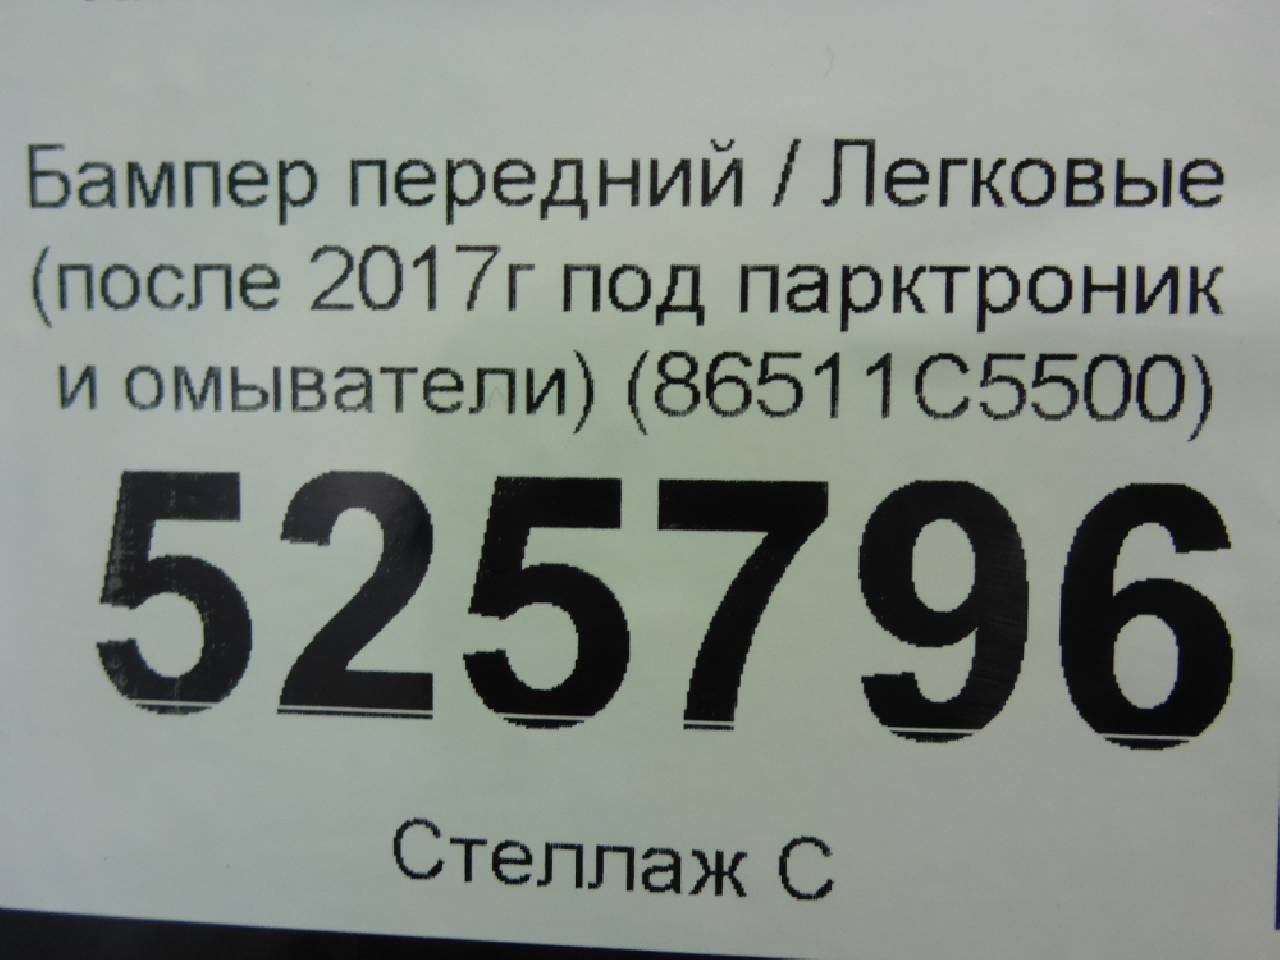 Бампер передний / Легковые
(после 2017г под парктроник
и омыватели) (86511C5500)
525796
Стеллаж С